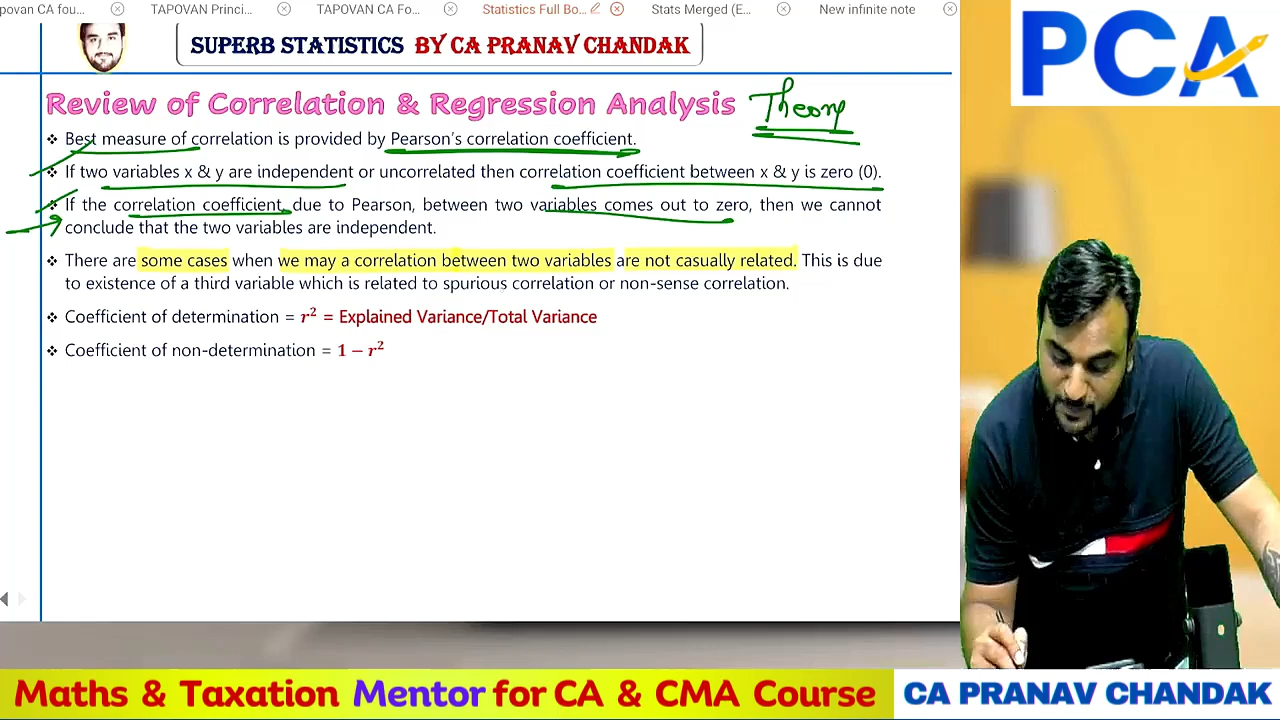 povan CA fou...
TAPOVAN Princi...
TAPOVAN CA Fo...
Statistics Full Bo...
Stats Merged (E...
New infinite note
SUPERB STATISTICS BY CA PRANAV CHANDAK
PCA
Review of Correlation & Regression Analysis
Theory
❖ Best measure of correlation is provided by Pearson's correlation coefficient.
❖ If two variables x & y are independent or uncorrelated then correlation coefficient between x & y is zero (0).
❖ If the correlation coefficient, due to Pearson, between two variables comes out to zero, then we cannot
conclude that the two variables are independent.
❖ There are some cases when we may a correlation between two variables are not casually related. This is due
to existence of a third variable which is related to spurious correlation or non-sense correlation.
❖ Coefficient of determination = r² = Explained Variance/Total Variance
❖ Coefficient of non-determination = 1 − r²
Maths & Taxation Mentor for CA & CMA Course
CA PRANAV CHANDAK